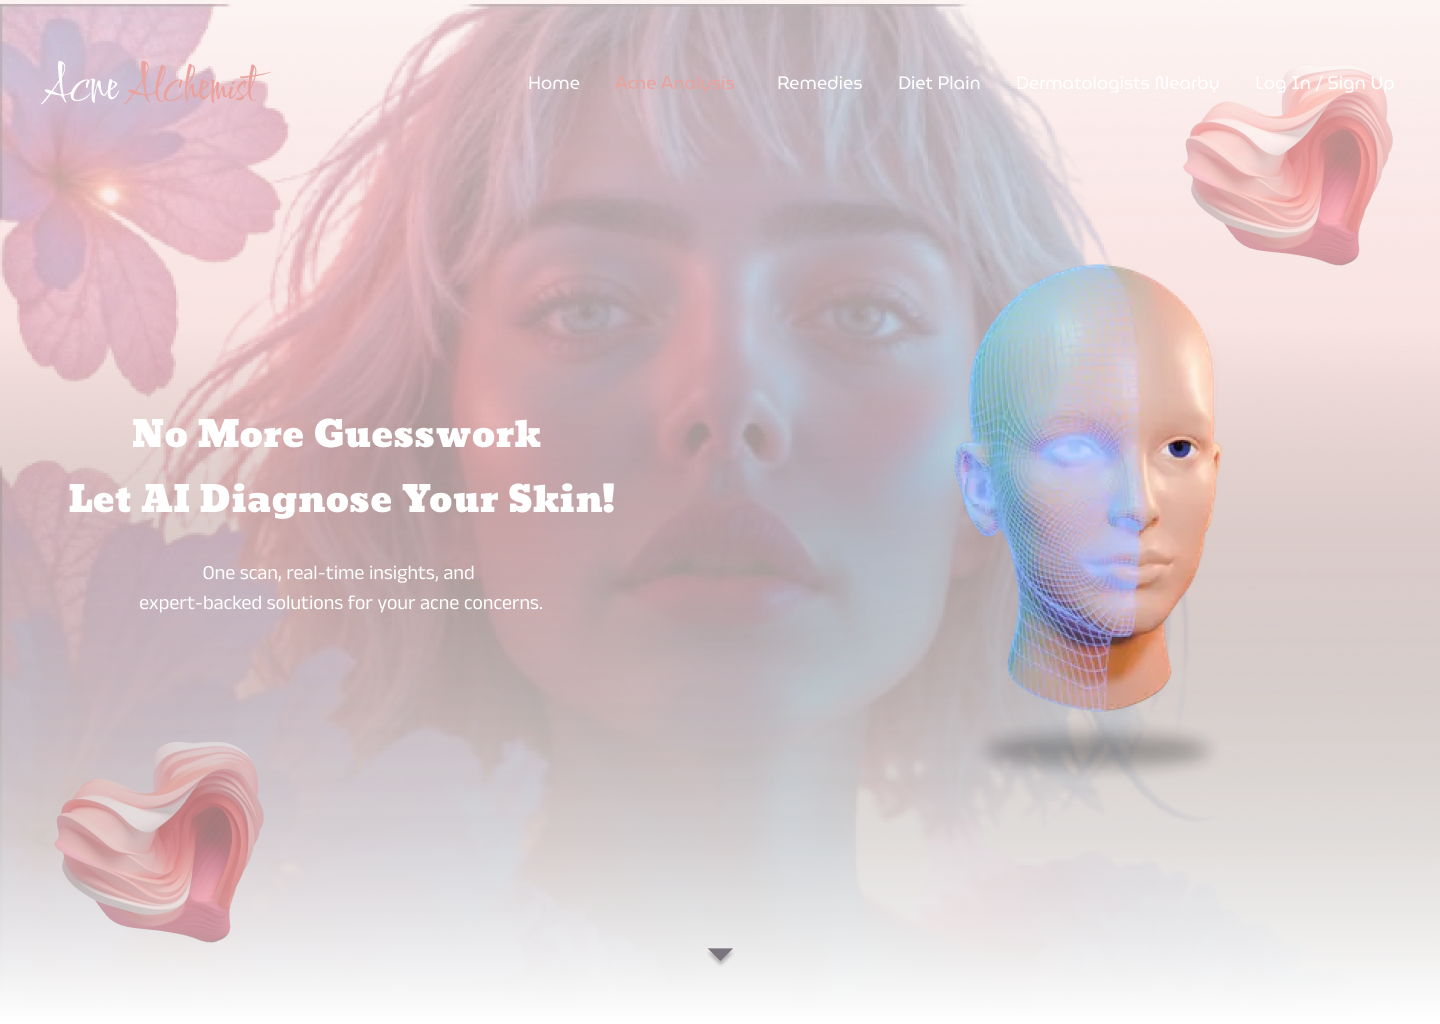 Acne Alchemist
Home Acne Analysis Remedies Diet Plain Dermatologists Nearby Log In / Sign Up
No More Guesswork
Let AI Diagnose Your Skin!
One scan, real-time insights, and
expert-backed solutions for your acne concerns.